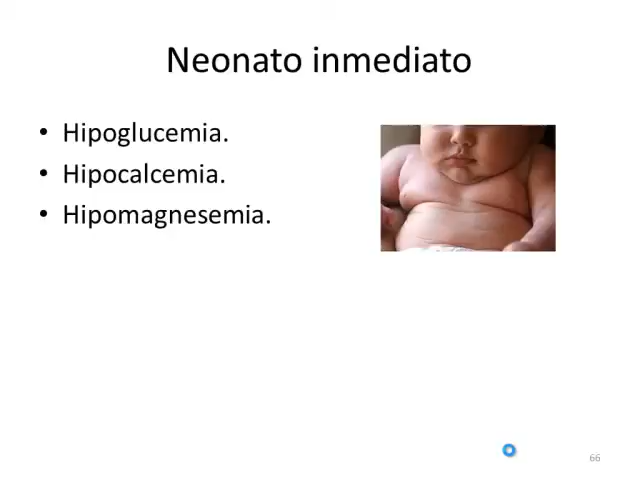 Neonato inmediato
• Hipoglucemia.
• Hipocalcemia.
• Hipomagnesemia.
66